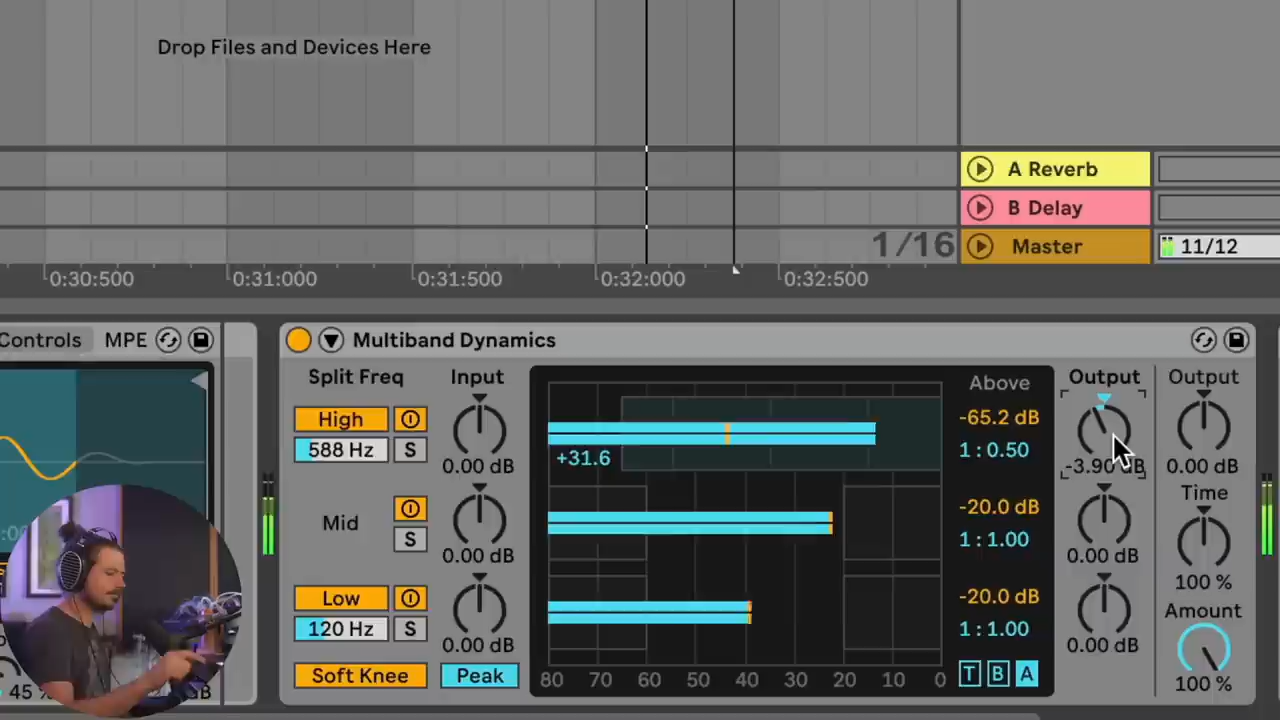 Drop Files and Devices Here
A Reverb
B Delay
1/16
Master
11/12
0:30:500
0:31:000
0:31:500
0:32:000
0:32:500
Controls
MPE
Multiband Dynamics
Split Freq
Input
Above
Output
Output
High
588 Hz
S
0.00 dB
+31.6
-65.2 dB
1 : 0.50
-3.90 dB
0.00 dB
Mid
S
0.00 dB
-20.0 dB
1 : 1.00
0.00 dB
Time
100 %
Low
120 Hz
S
0.00 dB
-20.0 dB
1 : 1.00
0.00 dB
Amount
100 %
Soft Knee
Peak
80 70 60 50 40 30 20 10 0
T B A
45 %